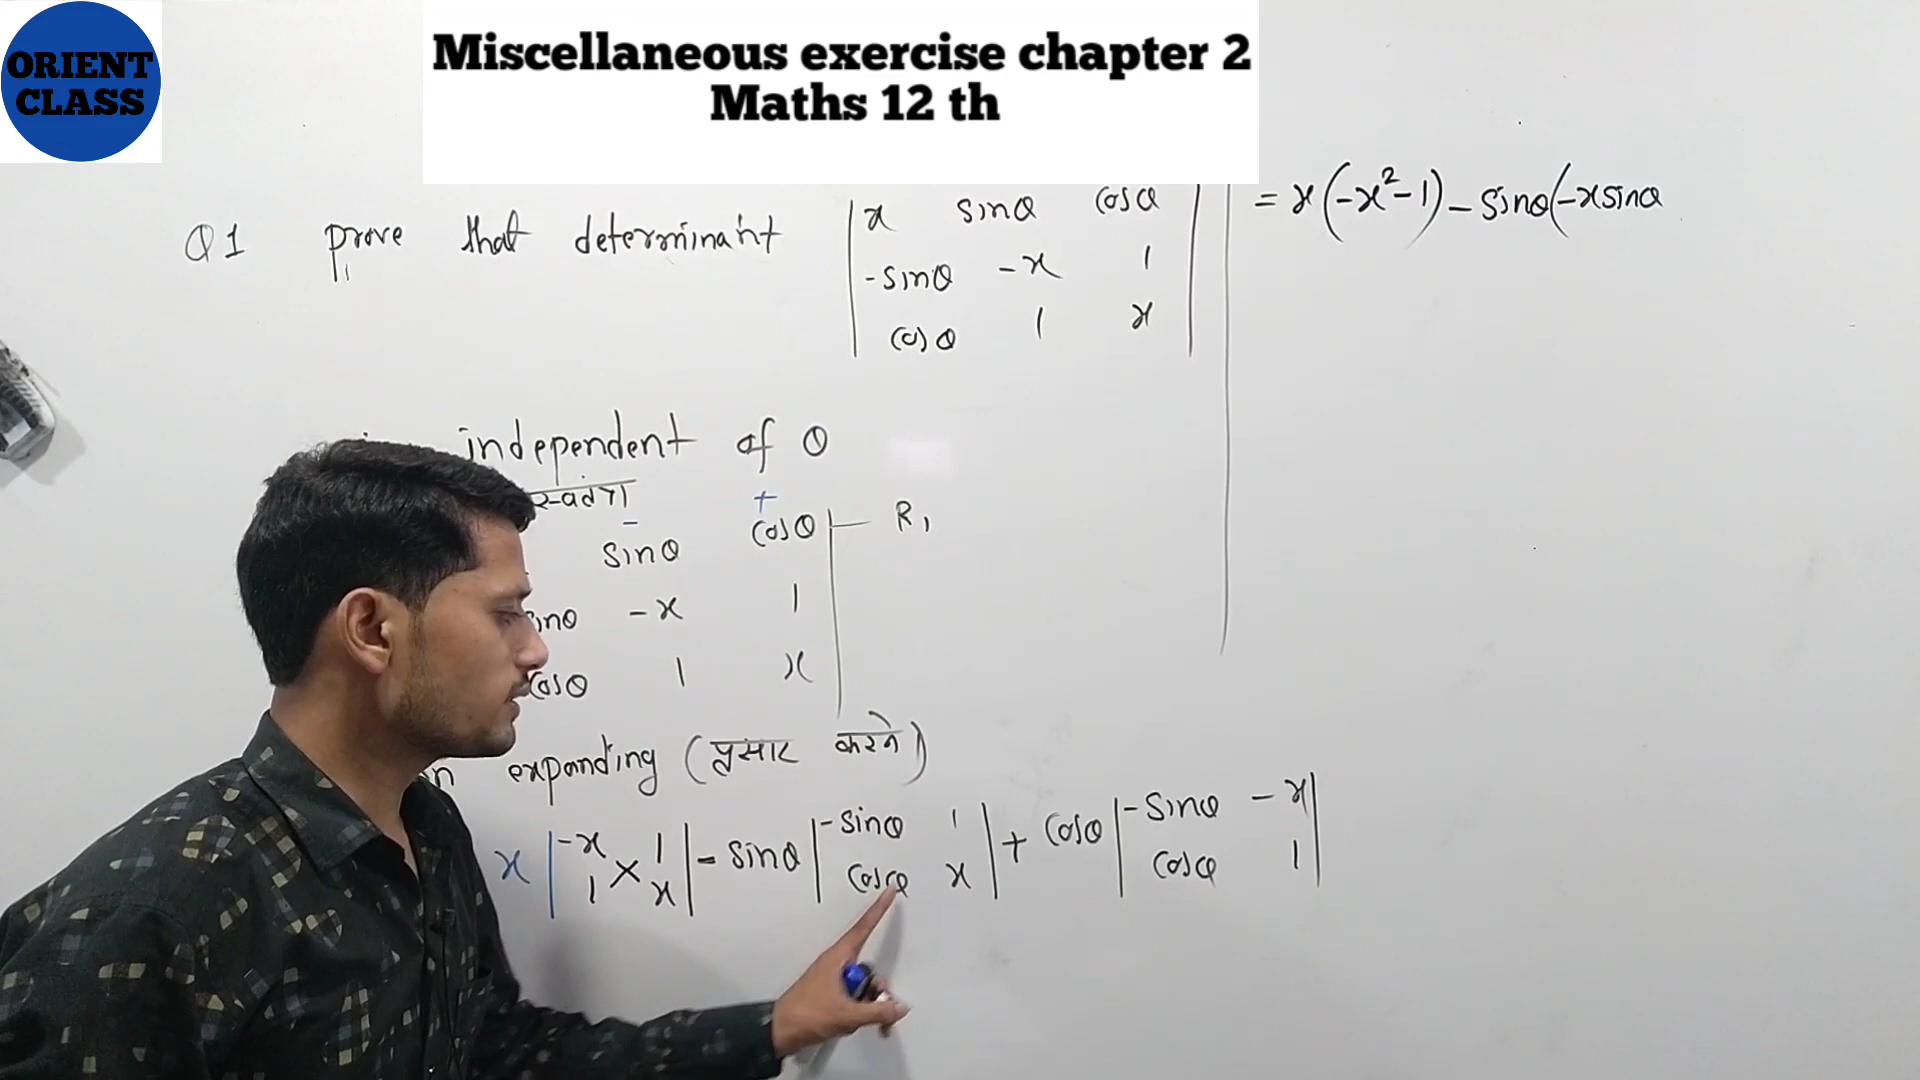 ORIENT
CLASS
Miscellaneous exercise chapter 2
Maths 12 th
Q1 prove that determinant
x sinθ cosθ
-sinθ -x 1
cosθ 1 x
independent of θ
- +
sinθ cosθ R1
sinθ -x 1
cosθ 1 x
expanding (प्रसार करने)
x |-x × 1| - sinθ |-sinθ 1| + cosθ |-sinθ -x|
1 x cosθ x cosθ 1
= x(-x²-1) - sinθ(-xsinθ